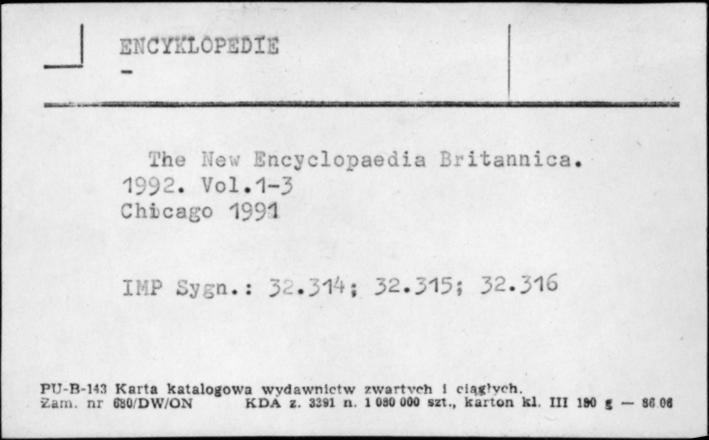 ENCYKLOPEDIE
–
The New Encyclopaedia Britannica.
1992. Vol.1-3
Chicago 1991
IMP Sygn.: 32.314; 32.315; 32.316
PU-B-143 Karta katalogowa wydawnictw zwartych i ciągłych.
Zam. nr 680/DW/ON KDA z. 3391 n. 1 080 000 szt., karton kl. III 180 g — 86.06